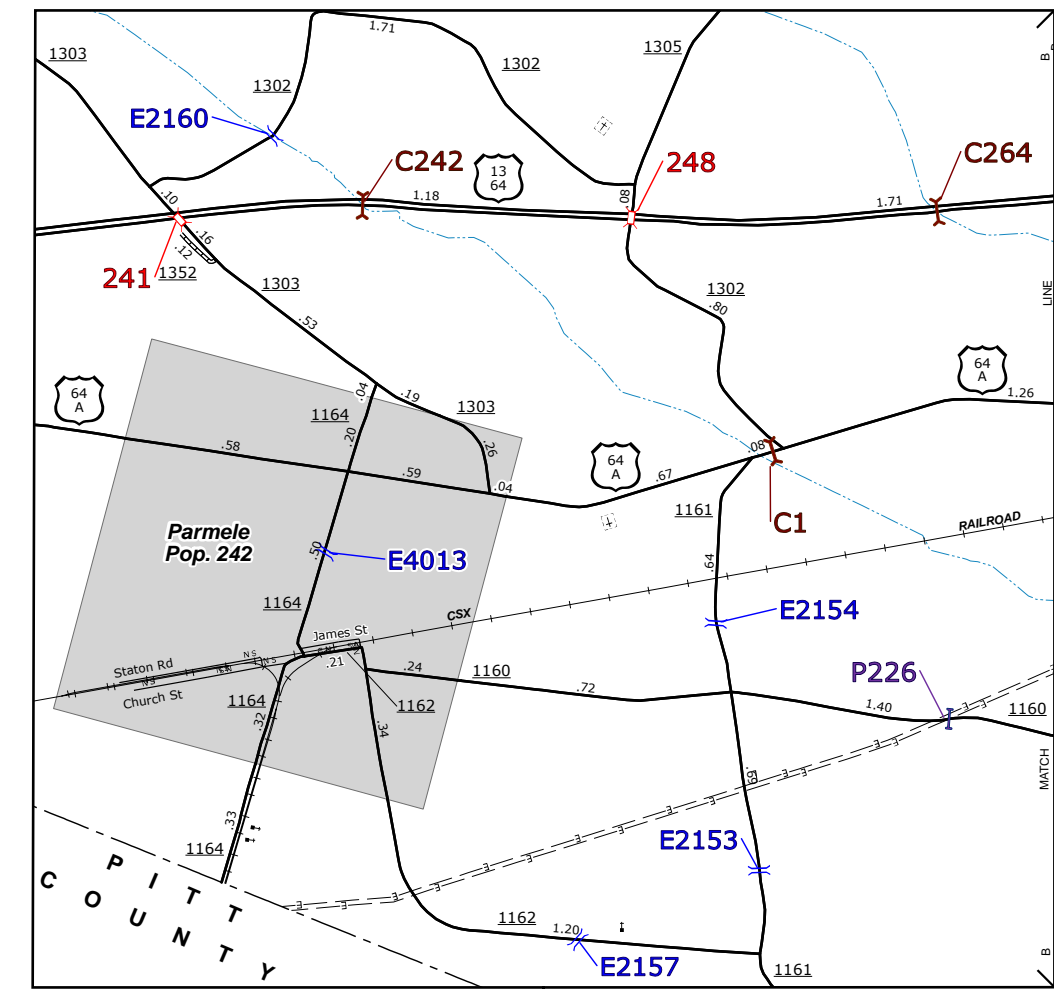 1.71
1305
1303
1302
1302
B
E2160
C242
13
64
248
C264
.10
1.18
.08
1.71
.16
.12
241
1352
1303
1302
LINE
.80
.53
64
A
64
A
.04
.19
1303
1.26
1164
.20
.26
.58
.59
.04
64
A
.67
.08
1161
C1
Parmele
Pop. 242
.50
E4013
RAILROAD
.64
1164
CSX
E2154
James St
Staton Rd
N S
N S
N S
.21
.24
1160
Church St
1164
1162
.72
P226
1.40
1160
.32
.34
MATCH
.69
.33
1164
E2153
PITT
COUNTY
E E E E E E E E E E E E E E E
1162
1.20
E2157
1161
B